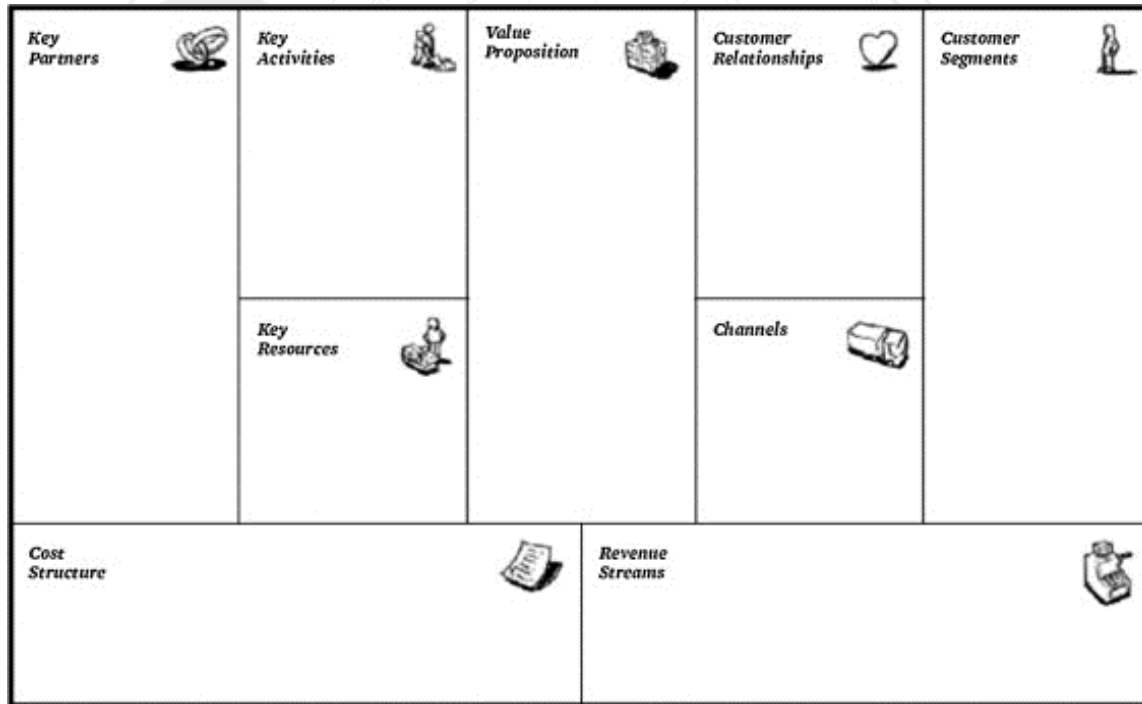 Key
Partners
Key
Activities
Value
Proposition
Customer
Relationships
Customer
Segments
Key
Resources
Channels
Cost
Structure
Revenue
Streams